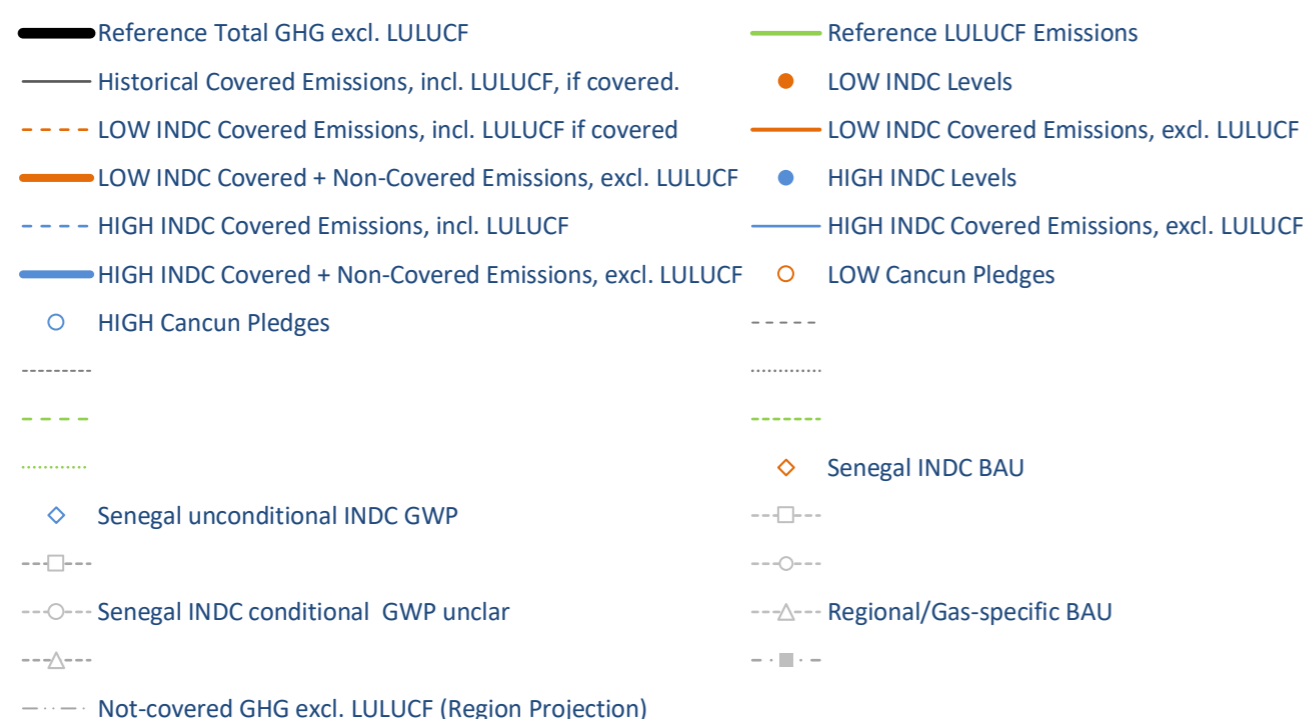 Reference Total GHG excl. LULUCF
Reference LULUCF Emissions
Historical Covered Emissions, incl. LULUCF, if covered.
LOW INDC Levels
LOW INDC Covered Emissions, incl. LULUCF if covered
LOW INDC Covered Emissions, excl. LULUCF
LOW INDC Covered + Non-Covered Emissions, excl. LULUCF
HIGH INDC Levels
HIGH INDC Covered Emissions, incl. LULUCF
HIGH INDC Covered Emissions, excl. LULUCF
HIGH INDC Covered + Non-Covered Emissions, excl. LULUCF
LOW Cancun Pledges
HIGH Cancun Pledges
Senegal INDC BAU
Senegal unconditional INDC GWP
Senegal INDC conditional GWP unclar
Regional/Gas-specific BAU
Not-covered GHG excl. LULUCF (Region Projection)